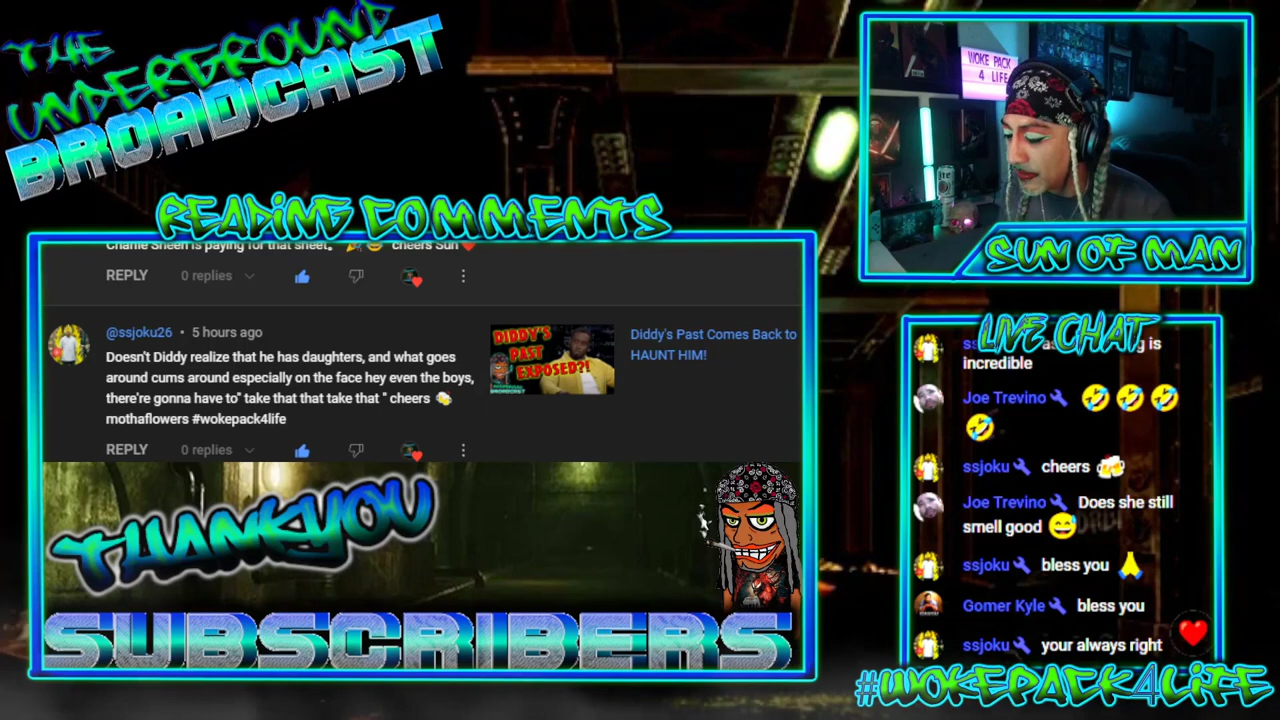 THE
UNDERGROUND
BROADCAST
WOKE PACK
4 LIFE
SUN OF MAN
READING COMMENTS
Charlie Sheen is paying for that sheet. 🎉 😁 cheers Sun ❤️
REPLY 0 replies
@ssjoku26 • 5 hours ago
Doesn't Diddy realize that he has daughters, and what goes
around cums around especially on the face hey even the boys,
there're gonna have to" take that that take that " cheers 🍻
mothaflowers #wokepack4life
REPLY 0 replies
DIDDY'S
PAST
EXPOSED?!
BROADCAST
Diddy's Past Comes Back to
HAUNT HIM!
THANK YOU
SUBSCRIBERS
LIVE CHAT
g is
incredible
Joe Trevino 🤣 🤣 🤣
🤣
ssjoku cheers 🍻
Joe Trevino Does she still
smell good 😅
ssjoku bless you 🙏
Gomer Kyle bless you
ssjoku your always right
#WOKEPACK4LIFE